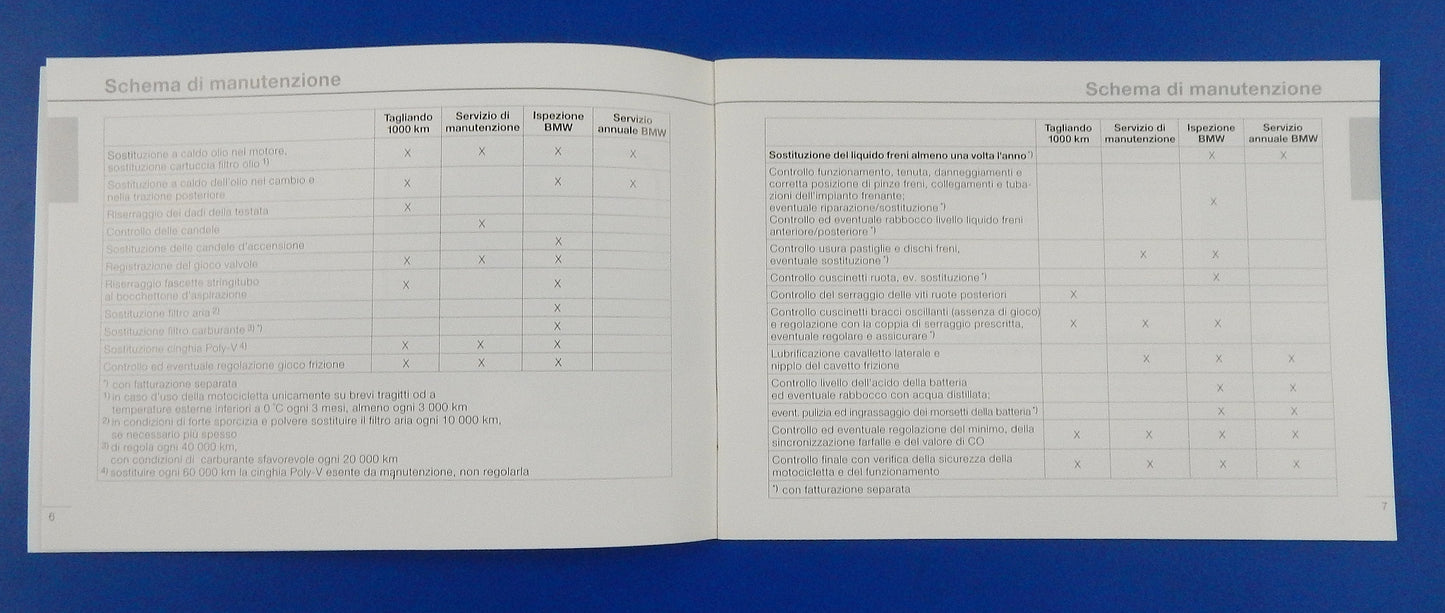 Schema di manutenzione
Tagliando 1000 km Servizio di manutenzione Ispezione BMW Servizio annuale BMW
Sostituzione a caldo olio nel motore,
sostituzione cartuccia filtro olio ¹) X X X X
Sostituzione a caldo dell'olio nel cambio e
nella trazione posteriore X X X
Riserraggio dei dadi della testata X
Controllo delle candele X
Sostituzione delle candele d'accensione X
Registrazione del gioco valvole X X X
Riserraggio fascette stringitubo
al bocchettone d'aspirazione X X
Sostituzione filtro aria ²) X
Sostituzione filtro carburante ³) *) X
Sostituzione cinghia Poly-V ⁴) X X X
Controllo ed eventuale regolazione gioco frizione X X X
*) con fatturazione separata
¹) in caso d'uso della motocicletta unicamente su brevi tragitti od a
temperature esterne inferiori a 0 °C ogni 3 mesi, almeno ogni 3 000 km
²) in condizioni di forte sporcizia e polvere sostituire il filtro aria ogni 10 000 km,
se necessario più spesso
³) di regola ogni 40 000 km,
con condizioni di carburante sfavorevole ogni 20 000 km
⁴) sostituire ogni 60 000 km la cinghia Poly-V esente da manutenzione, non regolarla
6
Schema di manutenzione
Tagliando 1000 km Servizio di manutenzione Ispezione BMW Servizio annuale BMW
Sostituzione del liquido freni almeno una volta l'anno *) X X
Controllo funzionamento, tenuta, danneggiamenti e
corretta posizione di pinze freni, collegamenti e tuba-
zioni dell'impianto frenante;
eventuale riparazione/sostituzione *) X
Controllo ed eventuale rabbocco livello liquido freni
anteriore/posteriore *)
Controllo usura pastiglie e dischi freni,
eventuale sostituzione *) X X
Controllo cuscinetti ruota, ev. sostituzione *) X
Controllo del serraggio delle viti ruote posteriori X
Controllo cuscinetti bracci oscillanti (assenza di gioco)
e regolazione con la coppia di serraggio prescritta, X X X
eventuale regolare e assicurare *)
Lubrificazione cavalletto laterale e
nipplo del cavetto frizione X X X
Controllo livello dell'acido della batteria
ed eventuale rabbocco con acqua distillata; X X
event. pulizia ed ingrassaggio dei morsetti della batteria *) X X
Controllo ed eventuale regolazione del minimo, della
sincronizzazione farfalle e del valore di CO X X X X
Controllo finale con verifica della sicurezza della
motocicletta e del funzionamento X X X X
*) con fatturazione separata
7